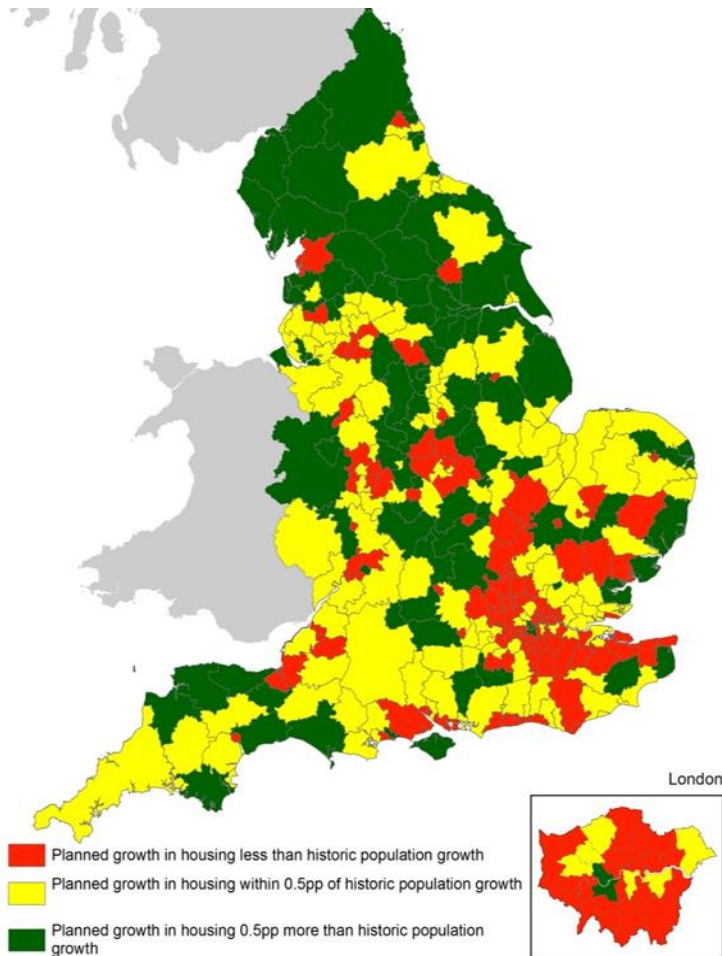 London
Planned growth in housing less than historic population growth
Planned growth in housing within 0.5pp of historic population growth
Planned growth in housing 0.5pp more than historic population
growth